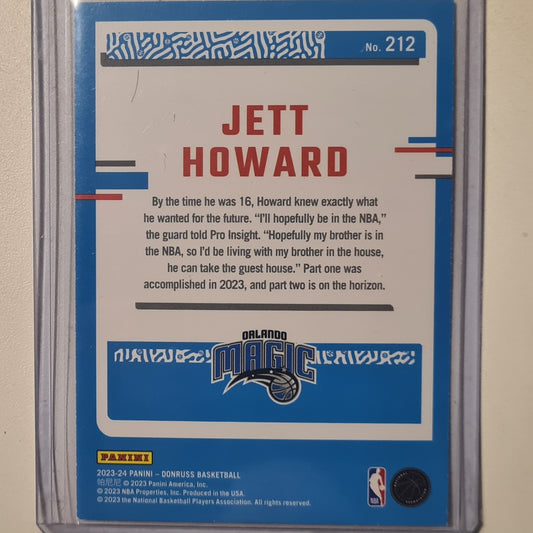 No. 212
JETT
HOWARD
By the time he was 16, Howard knew exactly what
he wanted for the future. “I’ll hopefully be in the NBA,”
the guard told Pro Insight. “Hopefully my brother is in
the NBA, so I’d be living with my brother in the house,
he can take the guest house.” Part one was
accomplished in 2023, and part two is on the horizon.
ORLANDO
MAGIC
PANINI
2023-24 PANINI – DONRUSS BASKETBALL
帕尼尼 © 2023 Panini America, Inc.
© 2023 NBA Properties, Inc. Produced in the USA.
© 2023 the National Basketball Players Association. All rights reserved.
NBA